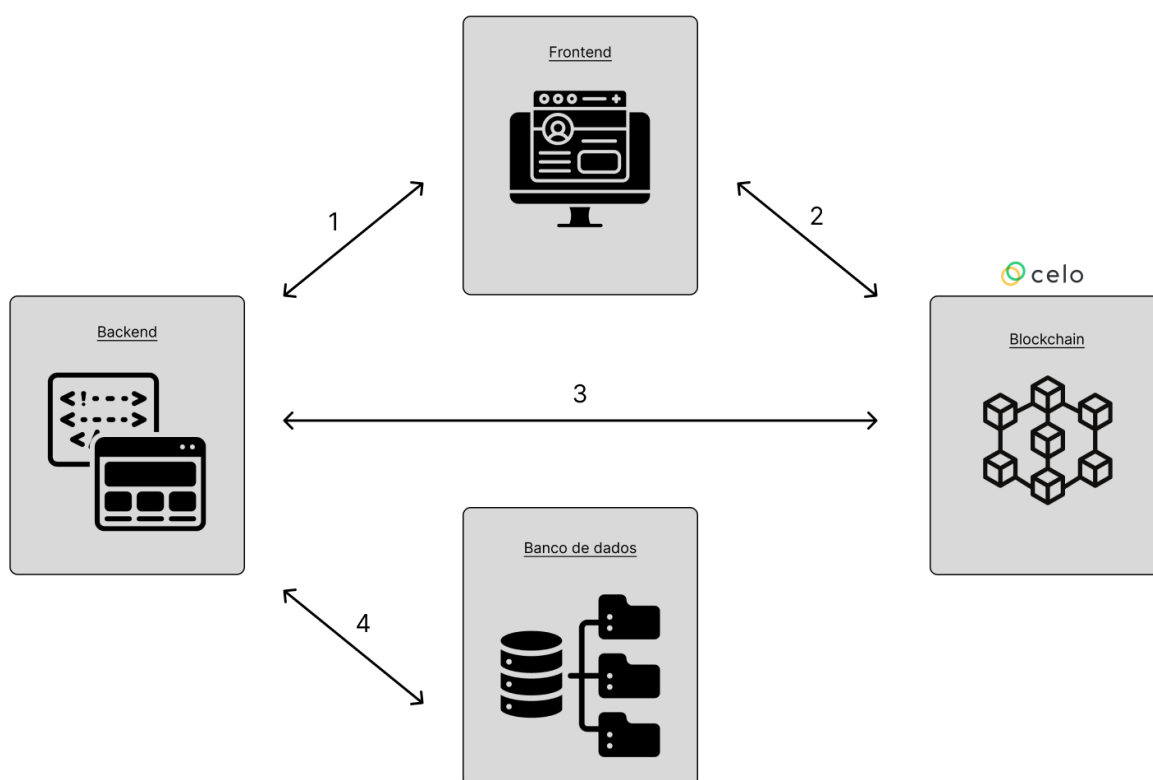 Frontend
1
2
celo
Backend
Blockchain
3
Banco de dados
4